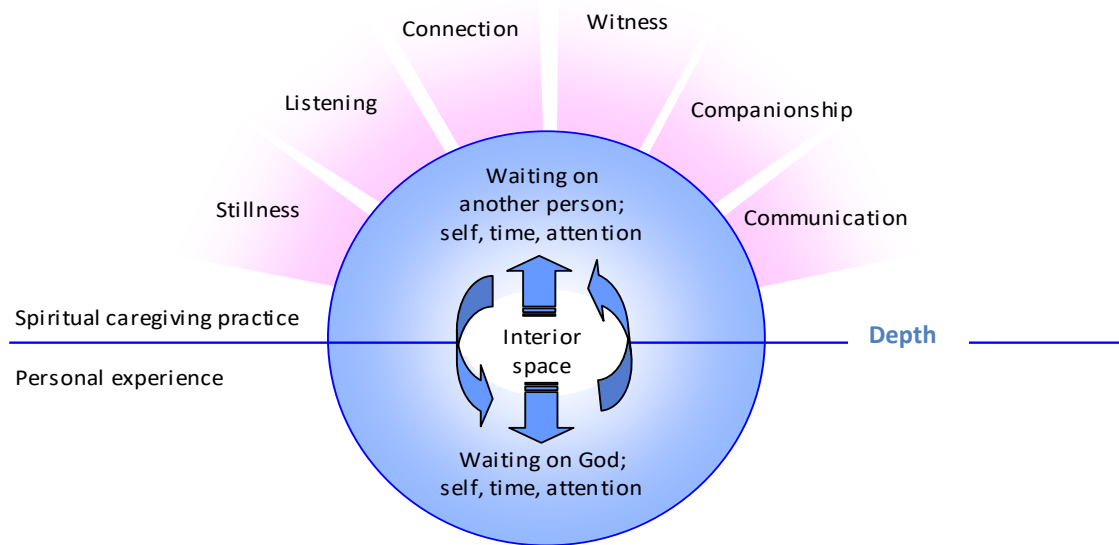 Connection
Witness
Listening
Companionship
Stillness
Communication
Waiting on
another person;
self, time, attention
Spiritual caregiving practice
Interior
space
Depth
Personal experience
Waiting on God;
self, time, attention